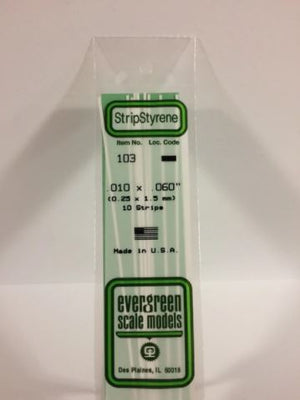 StripStyrene
Item No. Loc. Code
103
.010 x .060"
(0.25 x 1.5 mm)
10 Strips
Made in U.S.A.
evergreen
scale models
Des Plaines, IL 60018